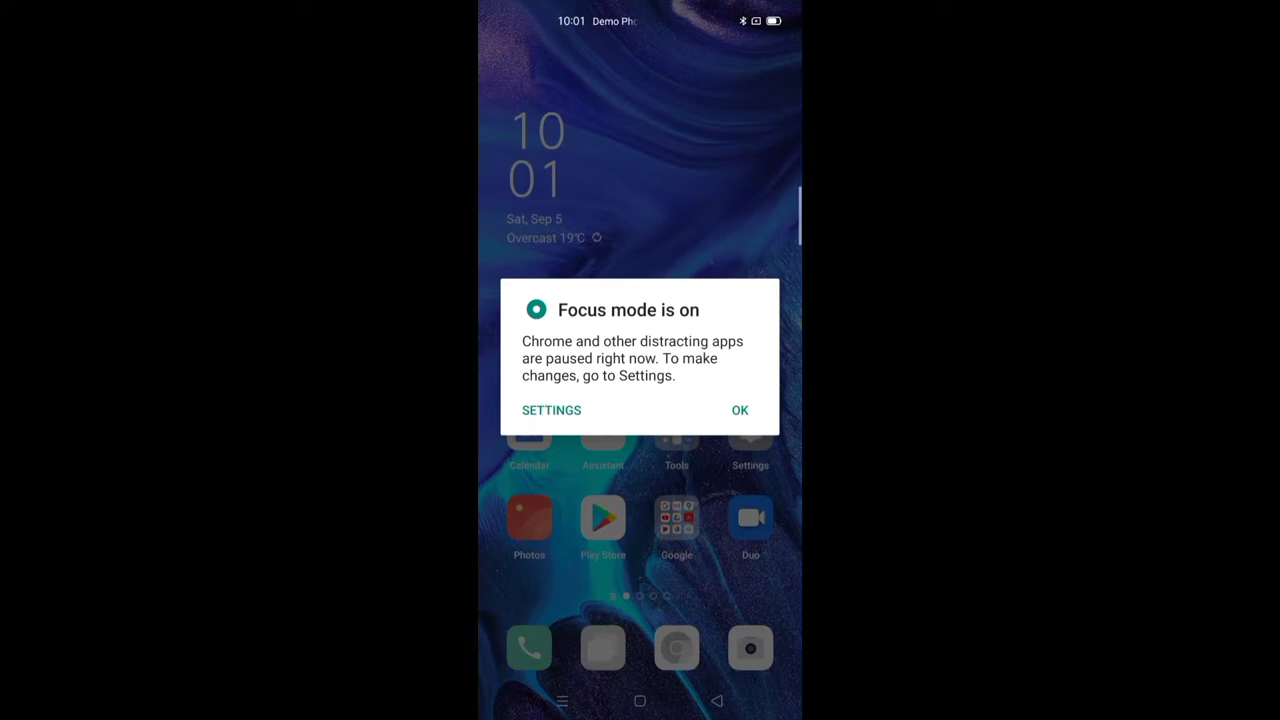 10:01 Demo Pho
10
01
Sat, Sep 5
Overcast 19°C
Focus mode is on
Chrome and other distracting apps
are paused right now. To make
changes, go to Settings.
SETTINGS OK
Calendar Assistant Tools Settings
Photos Play Store Google Duo